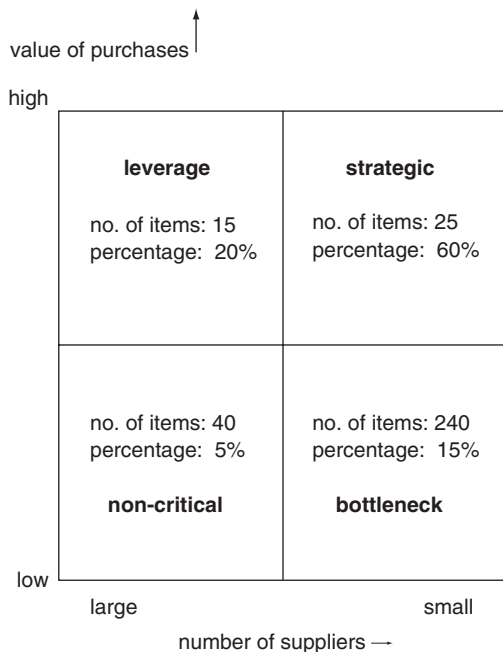 value of purchases
high
leverage
strategic
no. of items: 15
percentage: 20%
no. of items: 25
percentage: 60%
no. of items: 40
percentage: 5%
no. of items: 240
percentage: 15%
non-critical
bottleneck
low
large
small
number of suppliers →